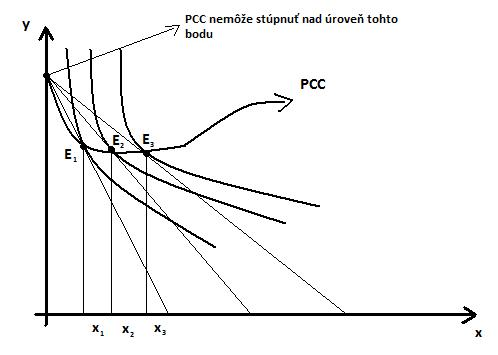 y
PCC nemôže stúpnuť nad úroveň tohto
bodu
PCC
E1
E2
E3
x1
x2
x3
x